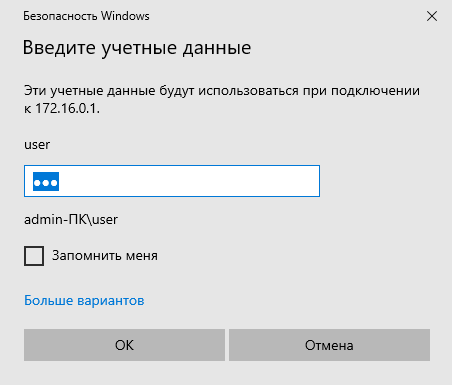 Безопасность Windows
Введите учетные данные
Эти учетные данные будут использоваться при подключении
к 172.16.0.1.
user
●●●
admin-ПК\user
Запомнить меня
Больше вариантов
ОК
Отмена